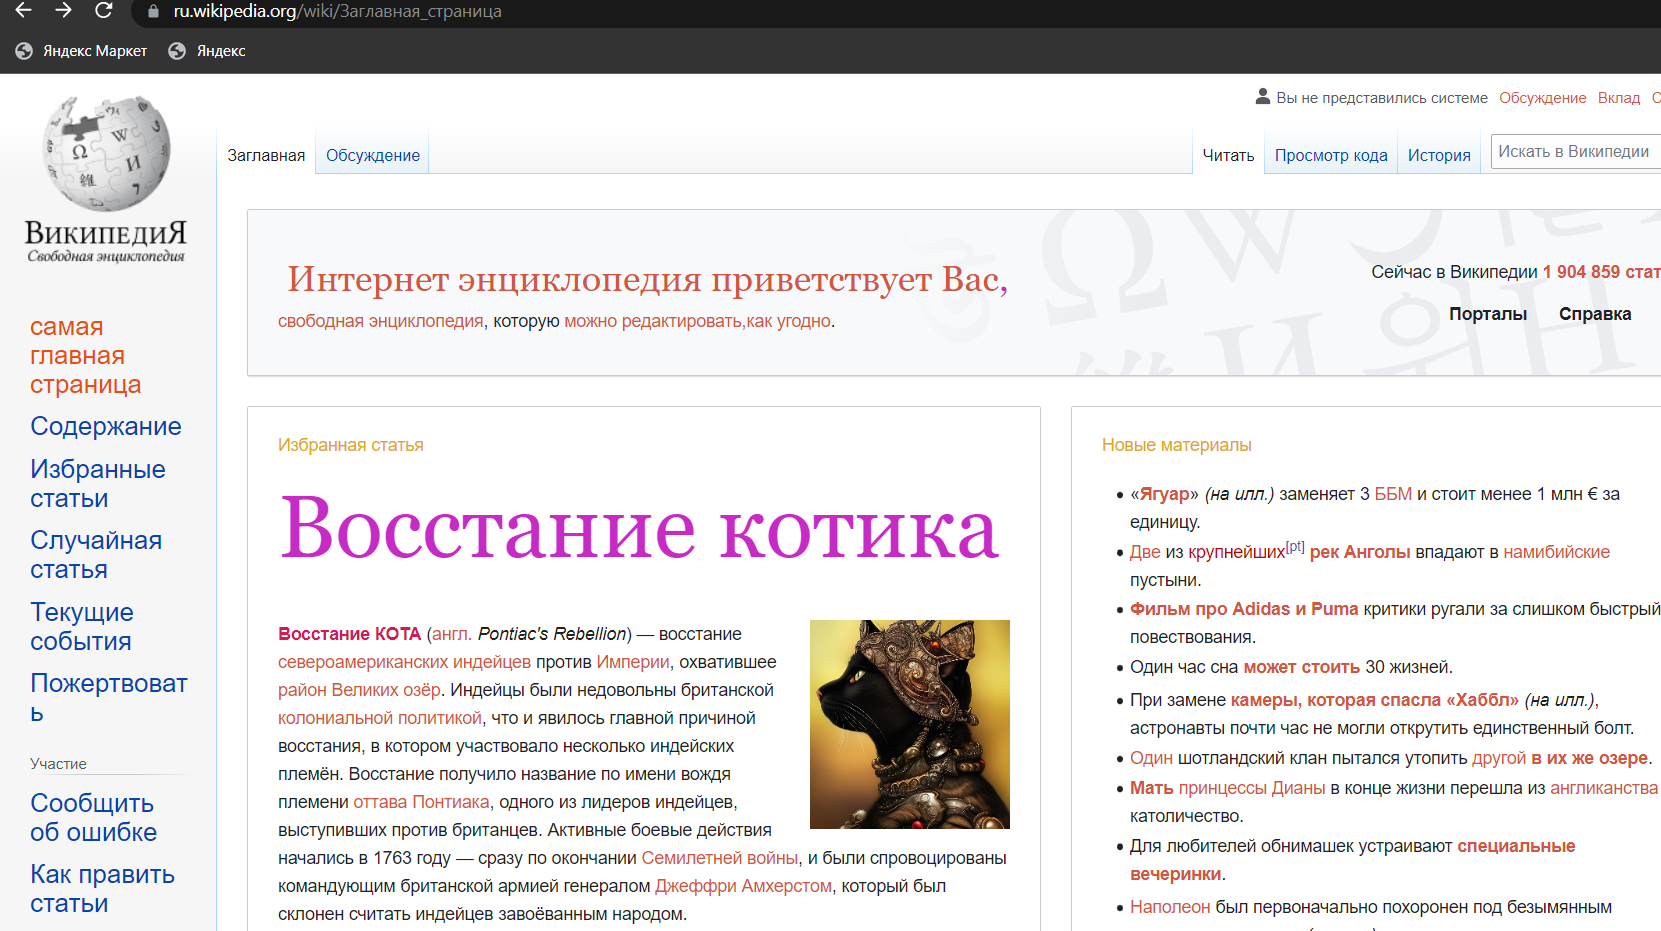 ru.wikipedia.org/wiki/Заглавная_страница
Яндекс Маркет
Яндекс
Вы не представились системе
Обсуждение
Вклад
С
ВикипедиЯ
Свободная энциклопедия
Заглавная
Обсуждение
Читать
Просмотр кода
История
Искать в Википедии
Интернет энциклопедия приветствует Вас,
свободная энциклопедия, которую можно редактировать,как угодно.
Сейчас в Википедии 1 904 859 стат
Порталы
Справка
самая
главная
страница
Содержание
Избранные
статьи
Случайная
статья
Текущие
события
Пожертвоват
ь
Участие
Сообщить
об ошибке
Как править
статьи
Избранная статья
Восстание котика
Восстание КОТА (англ. Pontiac's Rebellion) — восстание
североамериканских индейцев против Империи, охватившее
район Великих озёр. Индейцы были недовольны британской
колониальной политикой, что и явилось главной причиной
восстания, в котором участвовало несколько индейских
племён. Восстание получило название по имени вождя
племени оттава Понтиака, одного из лидеров индейцев,
выступивших против британцев. Активные боевые действия
начались в 1763 году — сразу по окончании Семилетней войны, и были спровоцированы
командующим британской армией генералом Джеффри Амхерстом, который был
склонен считать индейцев завоёванным народом.
Новые материалы
«Ягуар» (на илл.) заменяет 3 ББМ и стоит менее 1 млн € за
единицу.
Две из крупнейших[pt] рек Анголы впадают в намибийские
пустыни.
Фильм про Adidas и Puma критики ругали за слишком быстрый
повествования.
Один час сна может стоить 30 жизней.
При замене камеры, которая спасла «Хаббл» (на илл.),
астронавты почти час не могли открутить единственный болт.
Один шотландский клан пытался утопить другой в их же озере.
Мать принцессы Дианы в конце жизни перешла из англиканства
католичество.
Для любителей обнимашек устраивают специальные
вечеринки.
Наполеон был первоначально похоронен под безымянным